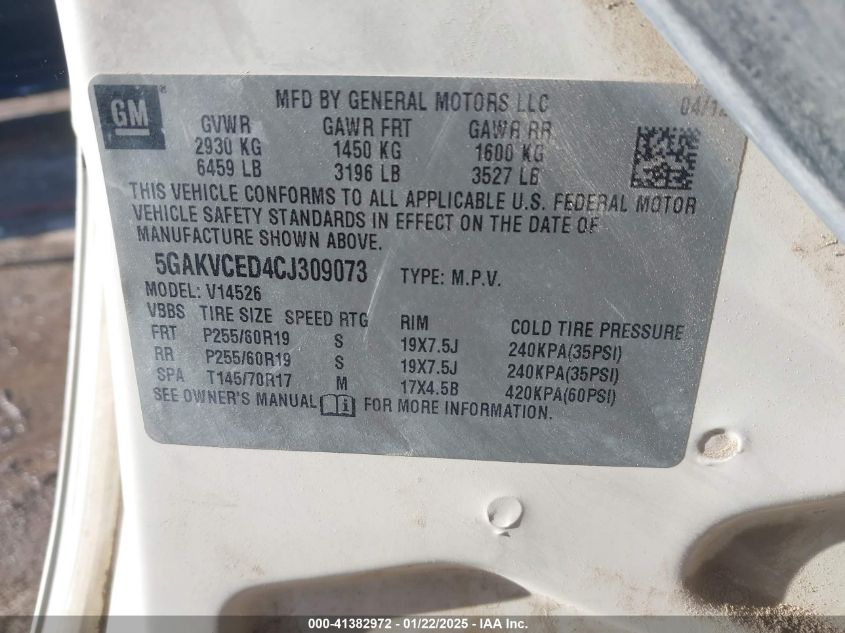 GM ® MFD BY GENERAL MOTORS LLC 04/12
GVWR GAWR FRT GAWR RR
2930 KG 1450 KG 1600 KG
6459 LB 3196 LB 3527 LB
THIS VEHICLE CONFORMS TO ALL APPLICABLE U.S. FEDERAL MOTOR
VEHICLE SAFETY STANDARDS IN EFFECT ON THE DATE OF
MANUFACTURE SHOWN ABOVE.
5GAKVCED4CJ309073 TYPE: M.P.V.
MODEL: V14526
VBBS TIRE SIZE SPEED RTG RIM COLD TIRE PRESSURE
FRT P255/60R19 S 19X7.5J 240KPA(35PSI)
RR P255/60R19 S 19X7.5J 240KPA(35PSI)
SPA T145/70R17 M 17X4.5B 420KPA(60PSI)
SEE OWNER'S MANUAL FOR MORE INFORMATION.
000-41382972 - 01/22/2025 - IAA Inc.